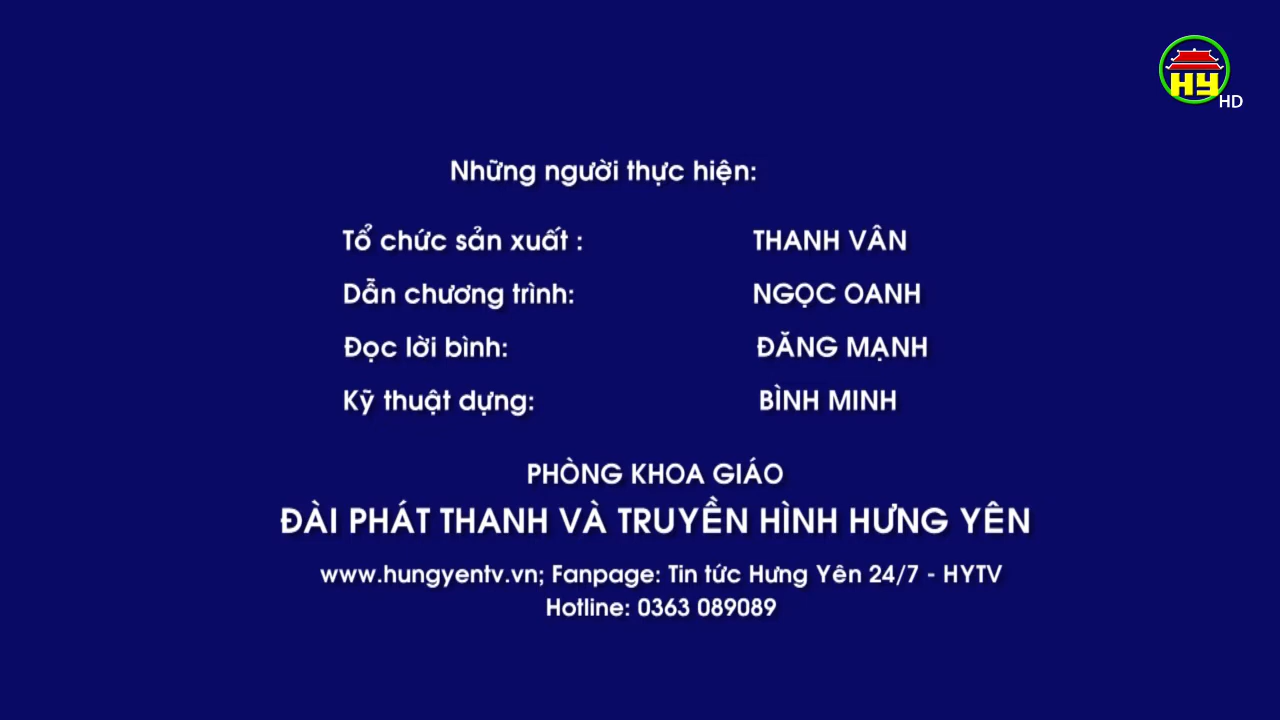 HY
HD
Những người thực hiện:
Tổ chức sản xuất : THANH VÂN
Dẫn chương trình: NGỌC OANH
Đọc lời bình: ĐĂNG MẠNH
Kỹ thuật dựng: BÌNH MINH
PHÒNG KHOA GIÁO
ĐÀI PHÁT THANH VÀ TRUYỀN HÌNH HƯNG YÊN
www.hungyentv.vn; Fanpage: Tin tức Hưng Yên 24/7 - HYTV
Hotline: 0363 089089